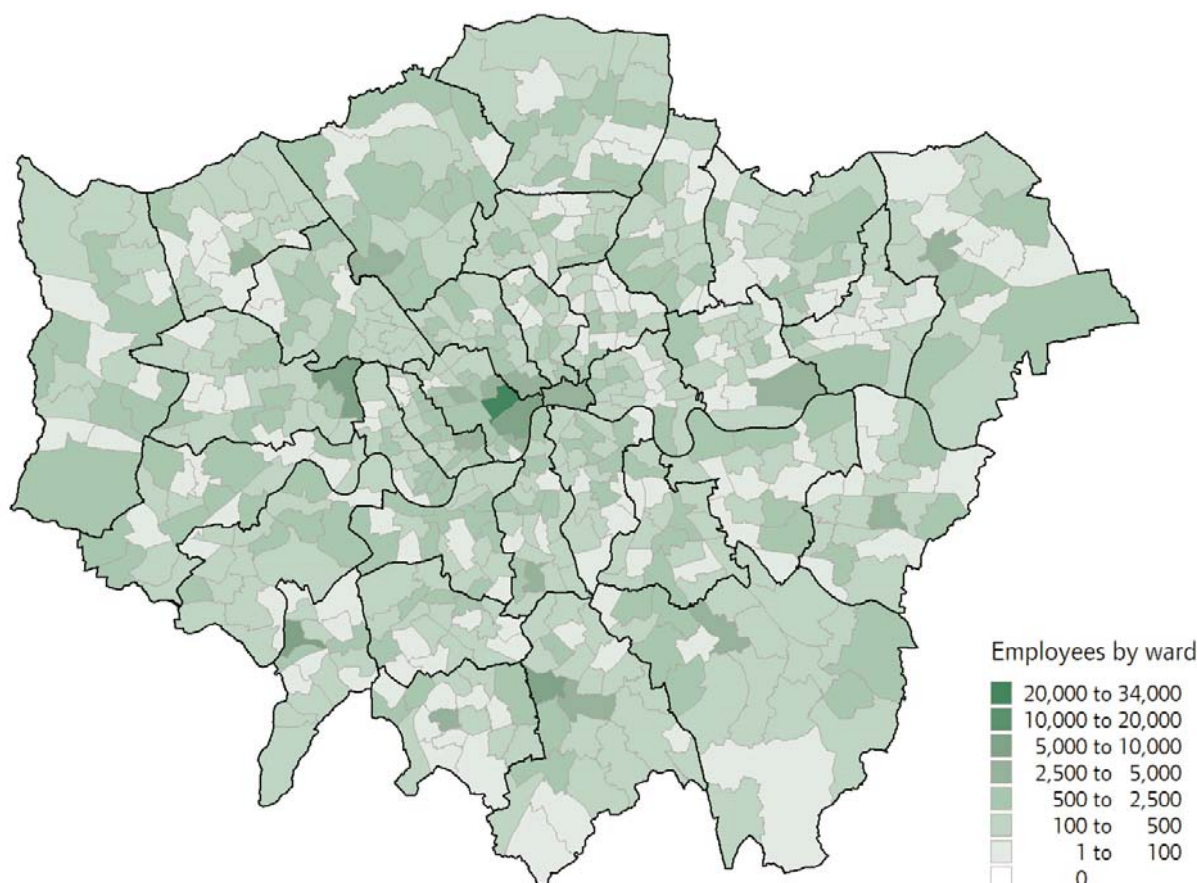 Employees by ward
20,000 to 34,000
10,000 to 20,000
5,000 to 10,000
2,500 to 5,000
500 to 2,500
100 to 500
1 to 100
0